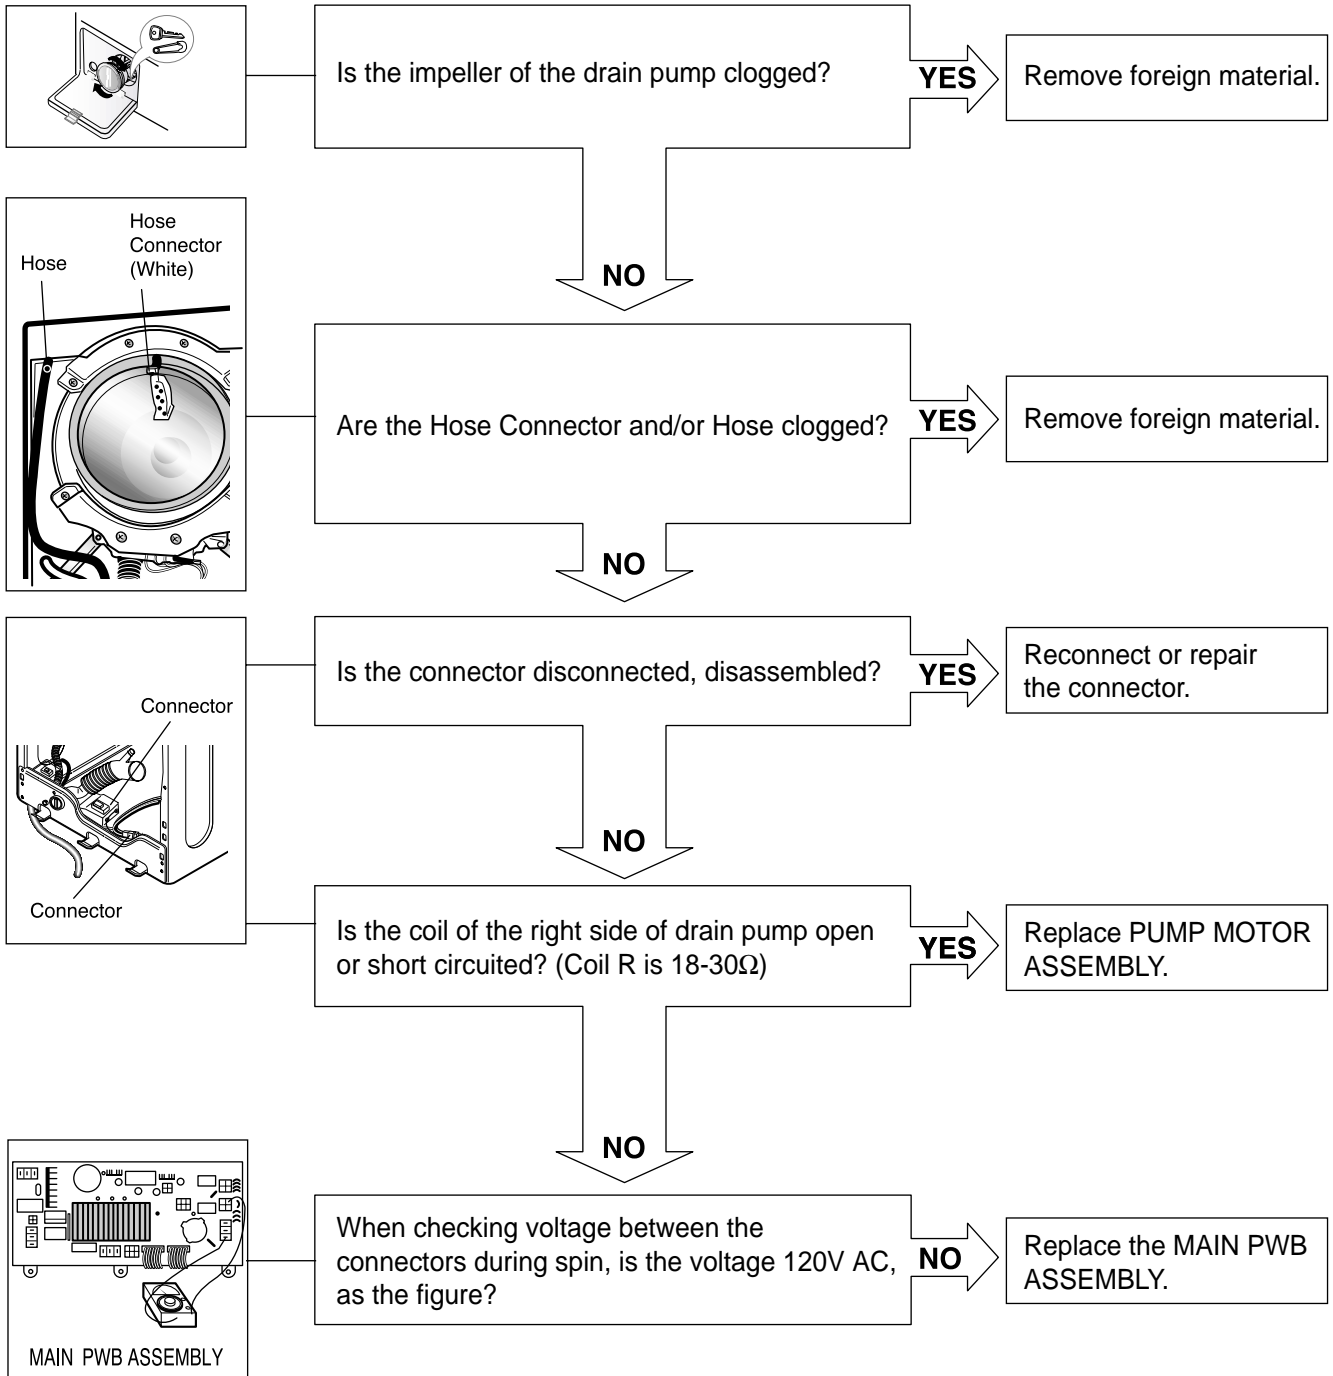 Is the impeller of the drain pump clogged?
YES
Remove foreign material.
NO
Hose
Hose
Connector
(White)
Are the Hose Connector and/or Hose clogged?
YES
Remove foreign material.
NO
Is the connector disconnected, disassembled?
YES
Reconnect or repair
the connector.
Connector
Connector
NO
Is the coil of the right side of drain pump open
or short circuited? (Coil R is 18-30Ω)
YES
Replace PUMP MOTOR
ASSEMBLY.
NO
When checking voltage between the
connectors during spin, is the voltage 120V AC,
as the figure?
NO
Replace the MAIN PWB
ASSEMBLY.
MAIN PWB ASSEMBLY